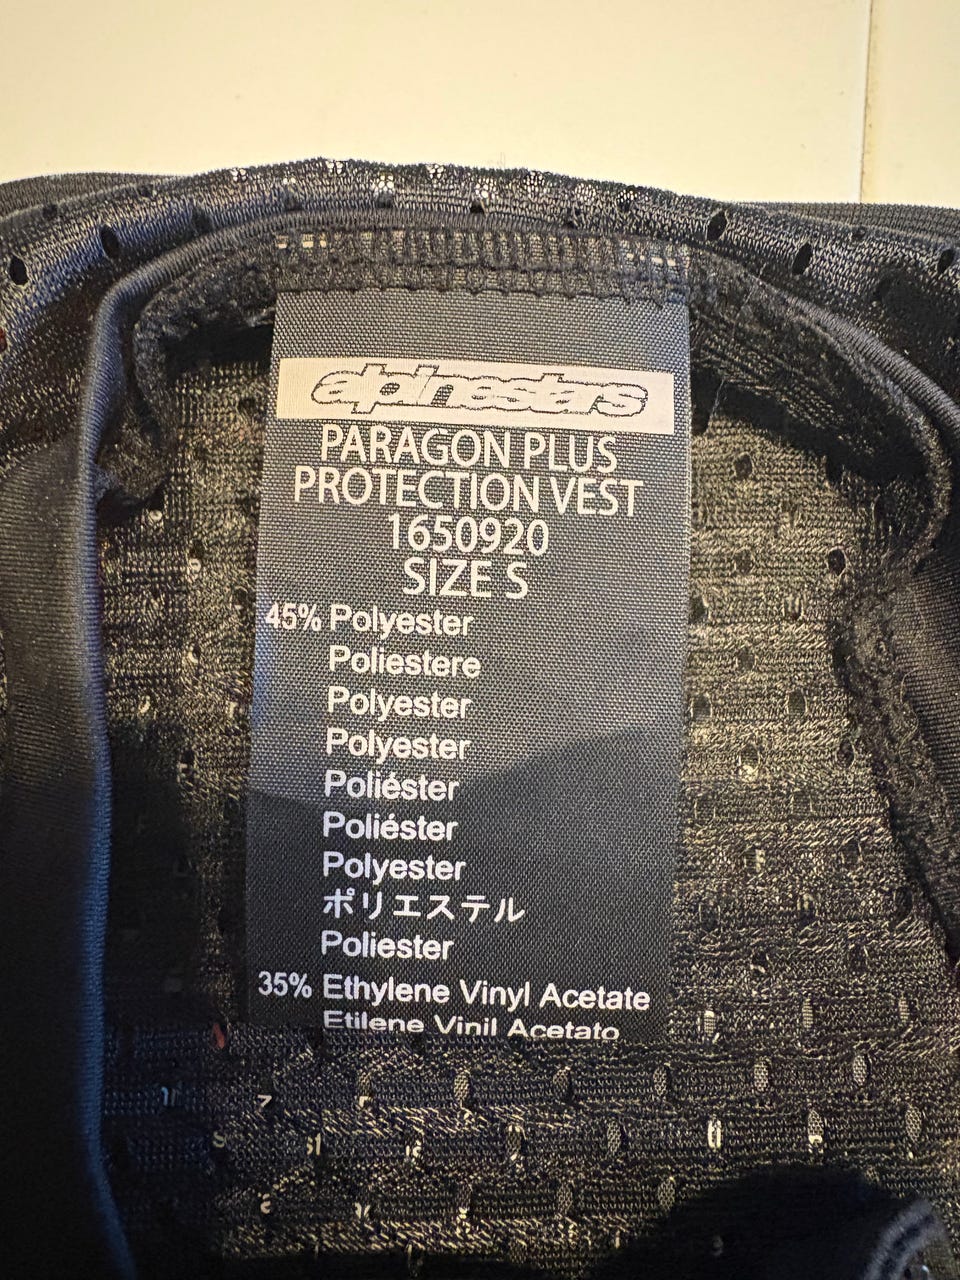 alpinestars
PARAGON PLUS
PROTECTION VEST
1650920
SIZE S
45% Polyester
Poliestere
Polyester
Polyester
Poliéster
Poliéster
Polyester
ポリエステル
Poliester
35% Ethylene Vinyl Acetate
Etilene Vinil Acetato